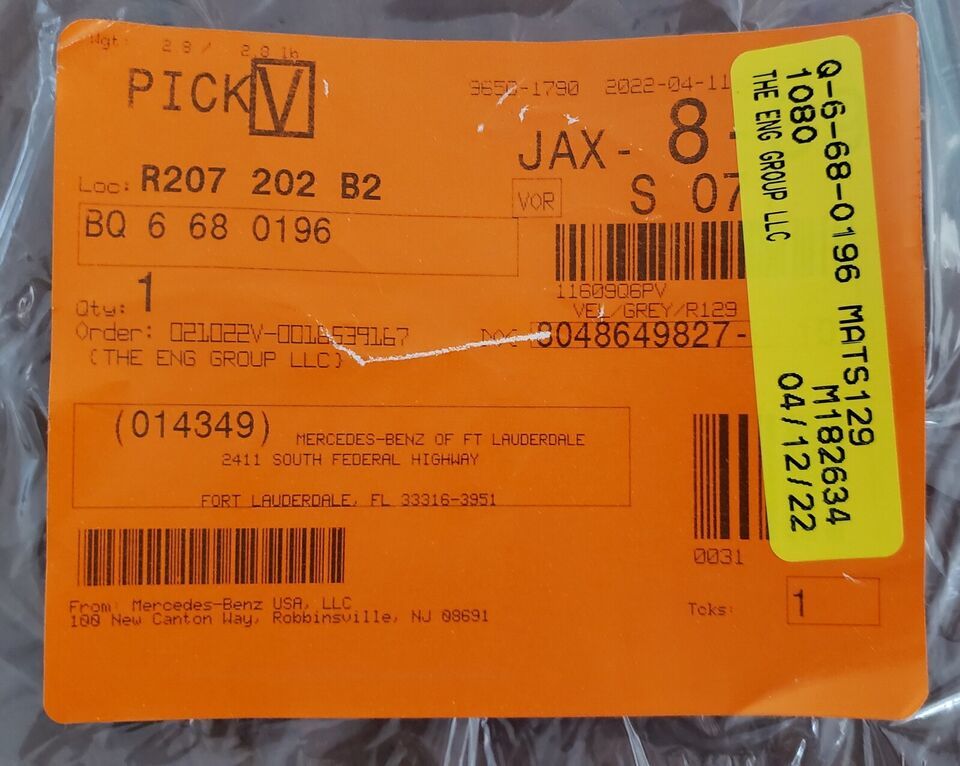 Wgt: 2.8 / 2.8 lb
PICK V
9650-1790 2022-04-11
JAX- 8-
Loc: R207 202 B2
VOR S 07
BQ 6 68 0196
11609Q6PV
VEL/GREY/R129
Qty: 1
Order: 021022V-0018539167
8048649827-
(THE ENG GROUP LLC)
(014349) MERCEDES-BENZ OF FT LAUDERDALE
2411 SOUTH FEDERAL HIGHWAY
FORT LAUDERDALE, FL 33316-3951
0031
From: Mercedes-Benz USA, LLC
100 New Canton Way, Robbinsville, NJ 08691
Tcks: 1
Q-6-68-0196 MATS129
1080 M182634
THE ENG GROUP LLC 04/12/22